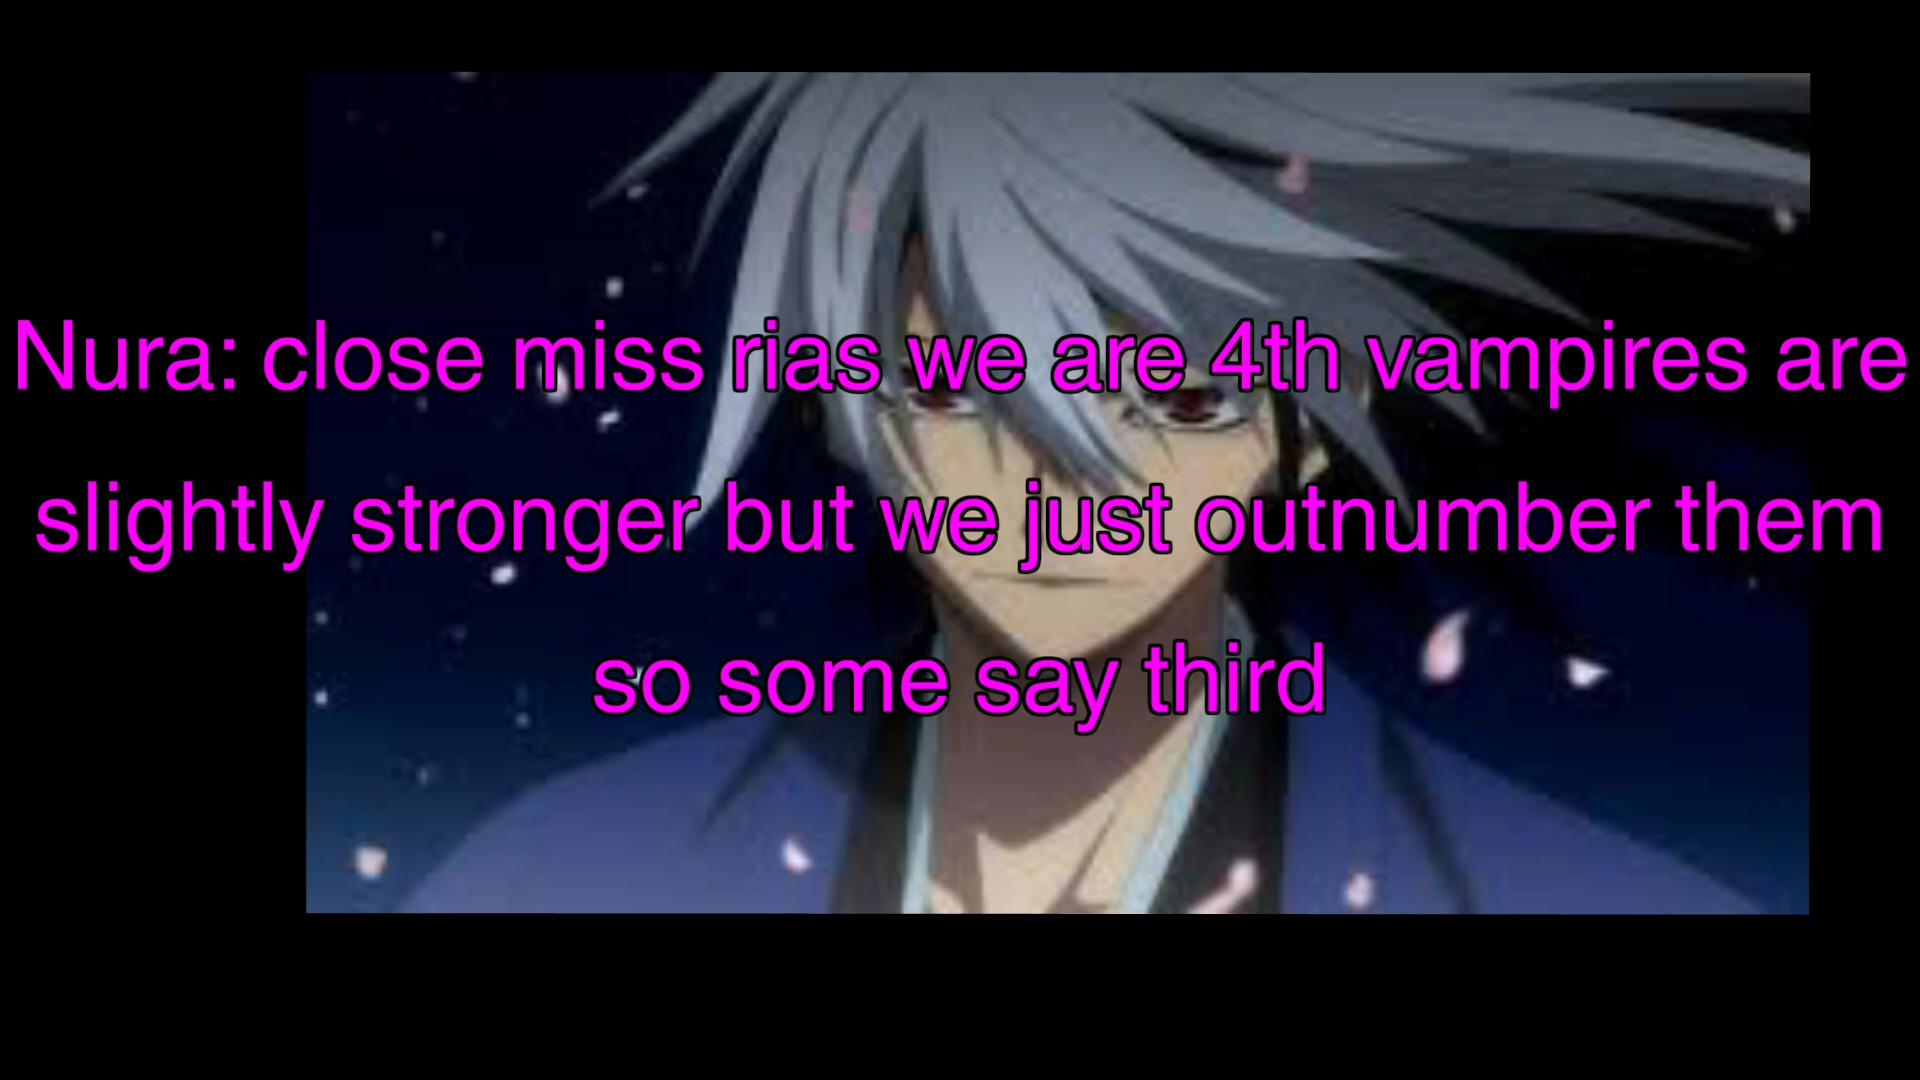 Nura: close miss rias we are 4th vampires are
slightly stronger but we just outnumber them
so some say third